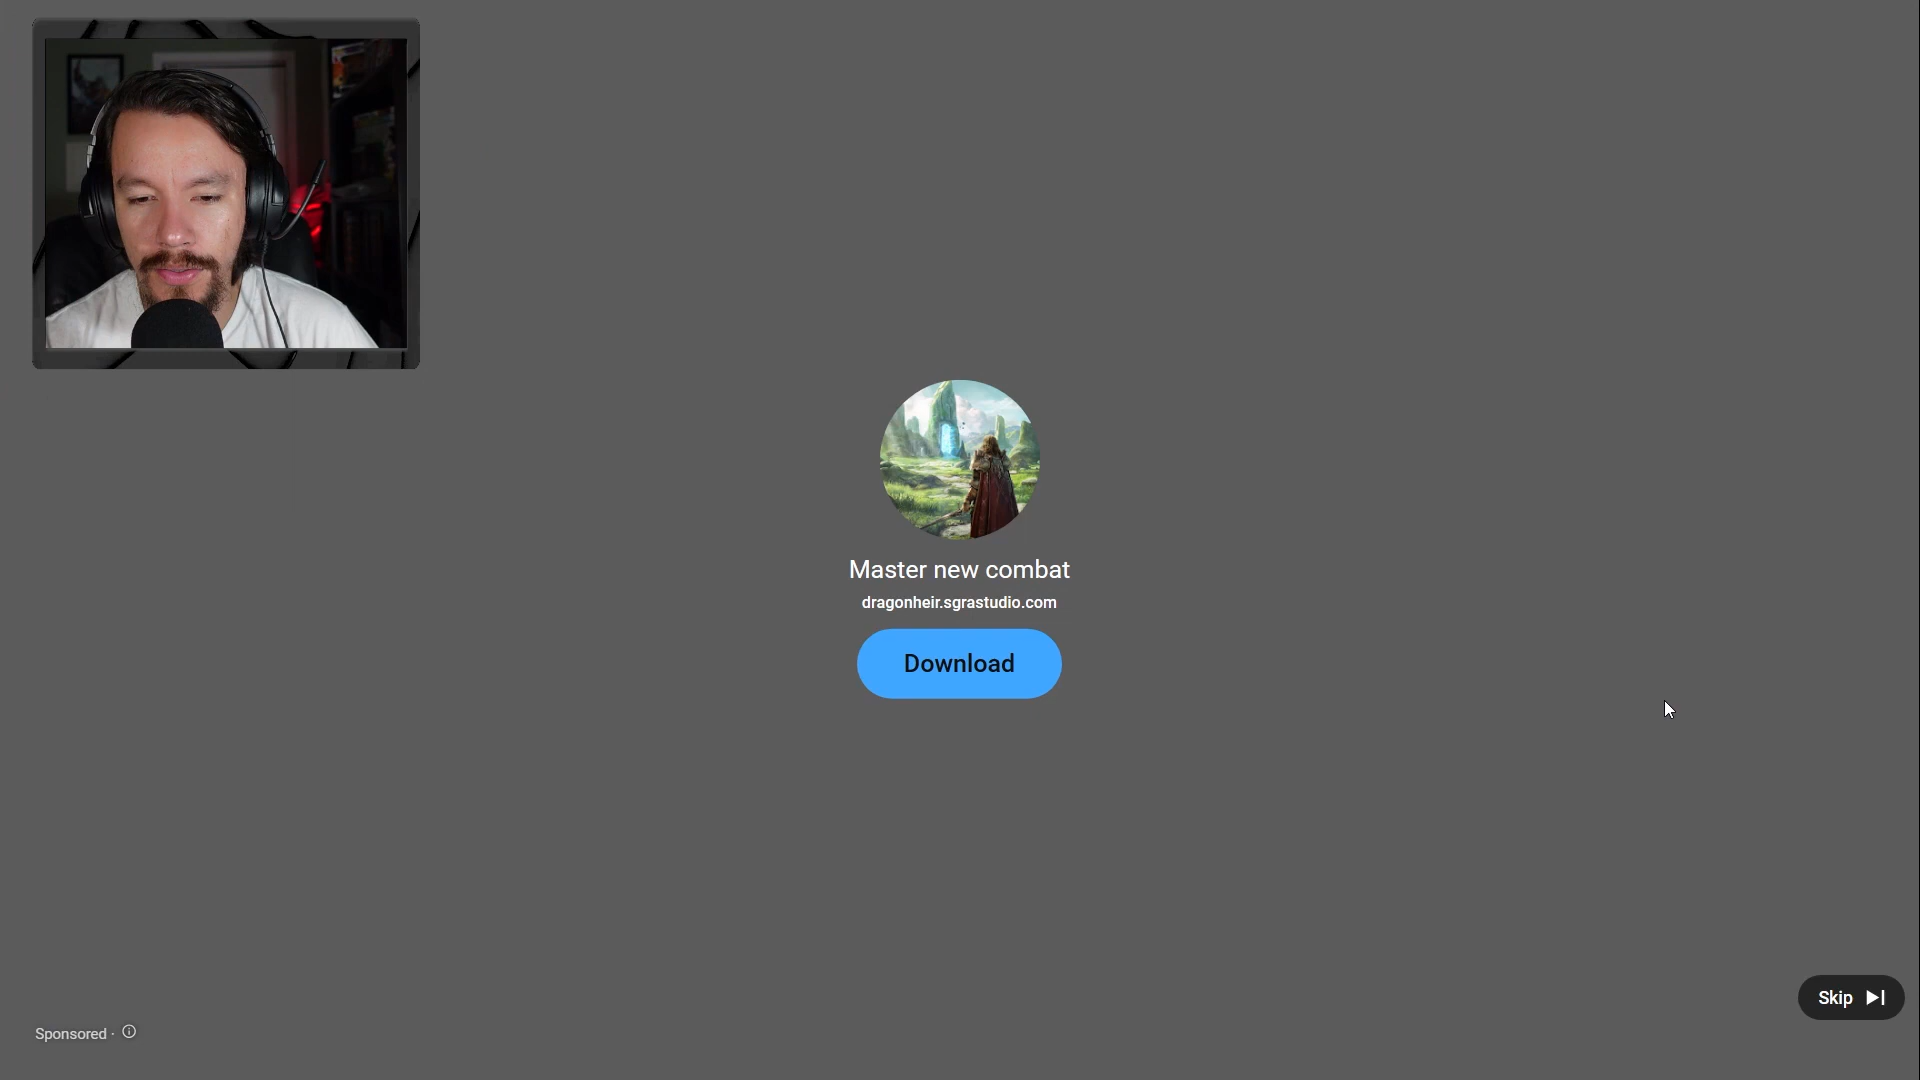 Master new combat
dragonheir.sgrastudio.com
Download
Skip
Sponsored ·